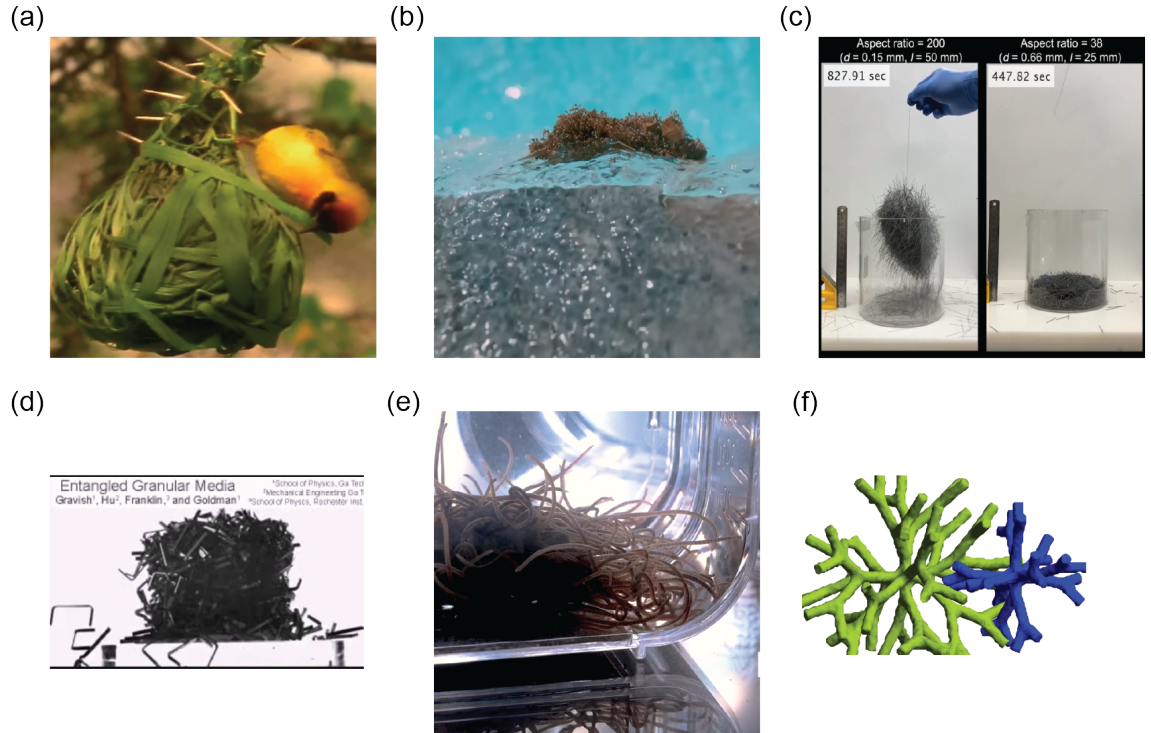 (a)
(b)
(c)
Aspect ratio = 200
(d = 0.15 mm, l = 50 mm)
827.91 sec
Aspect ratio = 38
(d = 0.66 mm, l = 25 mm)
447.82 sec
(d)
Entangled Granular Media
Gravish¹, Hu², Franklin,³ and Goldman¹
¹School of Physics, Ga Tech
²Mechanical Engineering Ga T
³School of Physics, Rochester Inst.
(e)
(f)